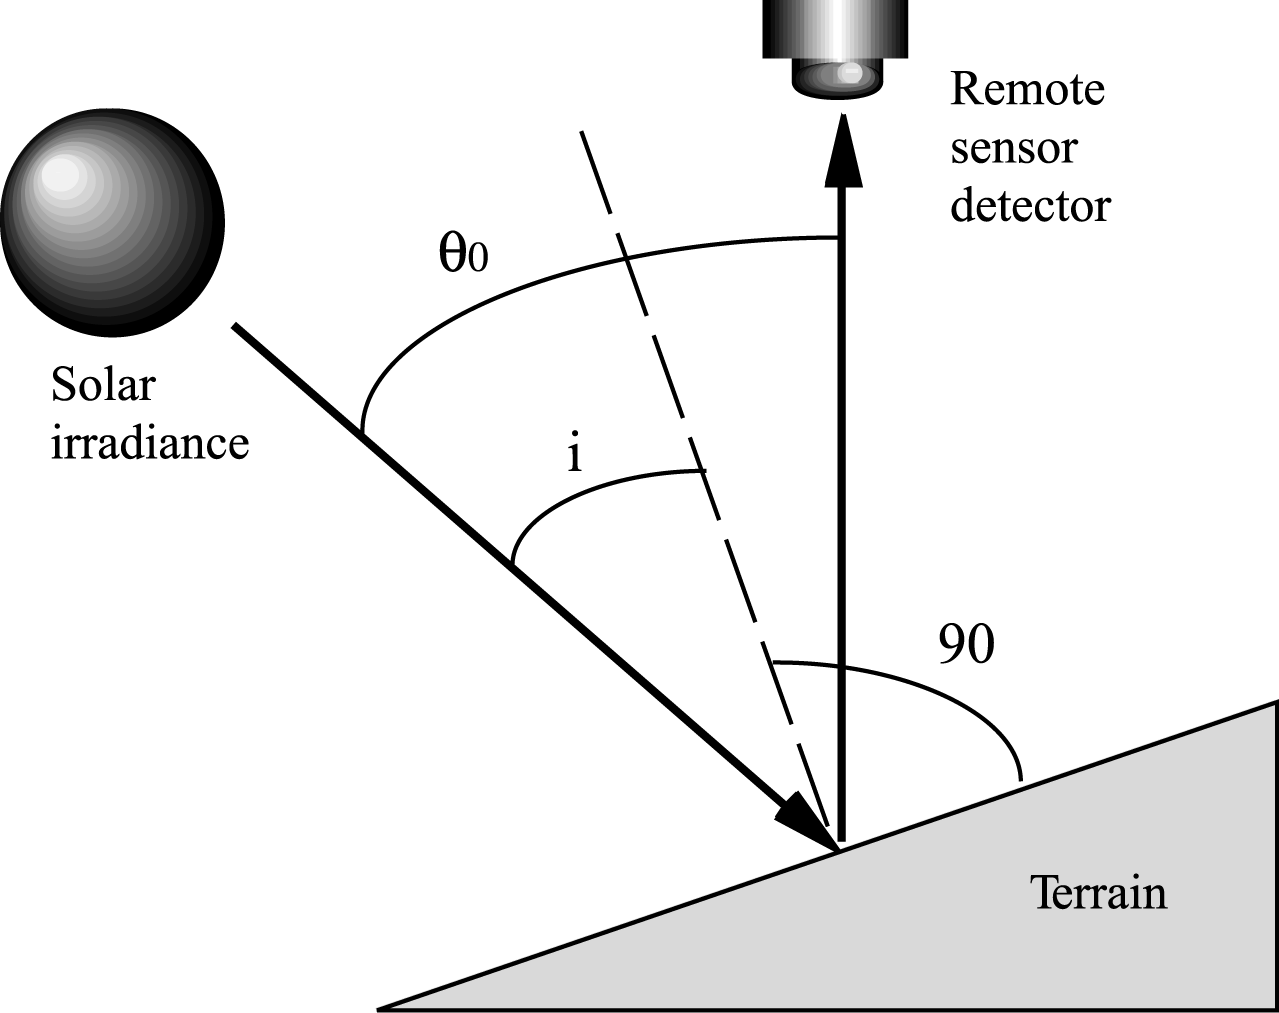 Remote
sensor
detector
θ0
Solar
irradiance
i
90
Terrain